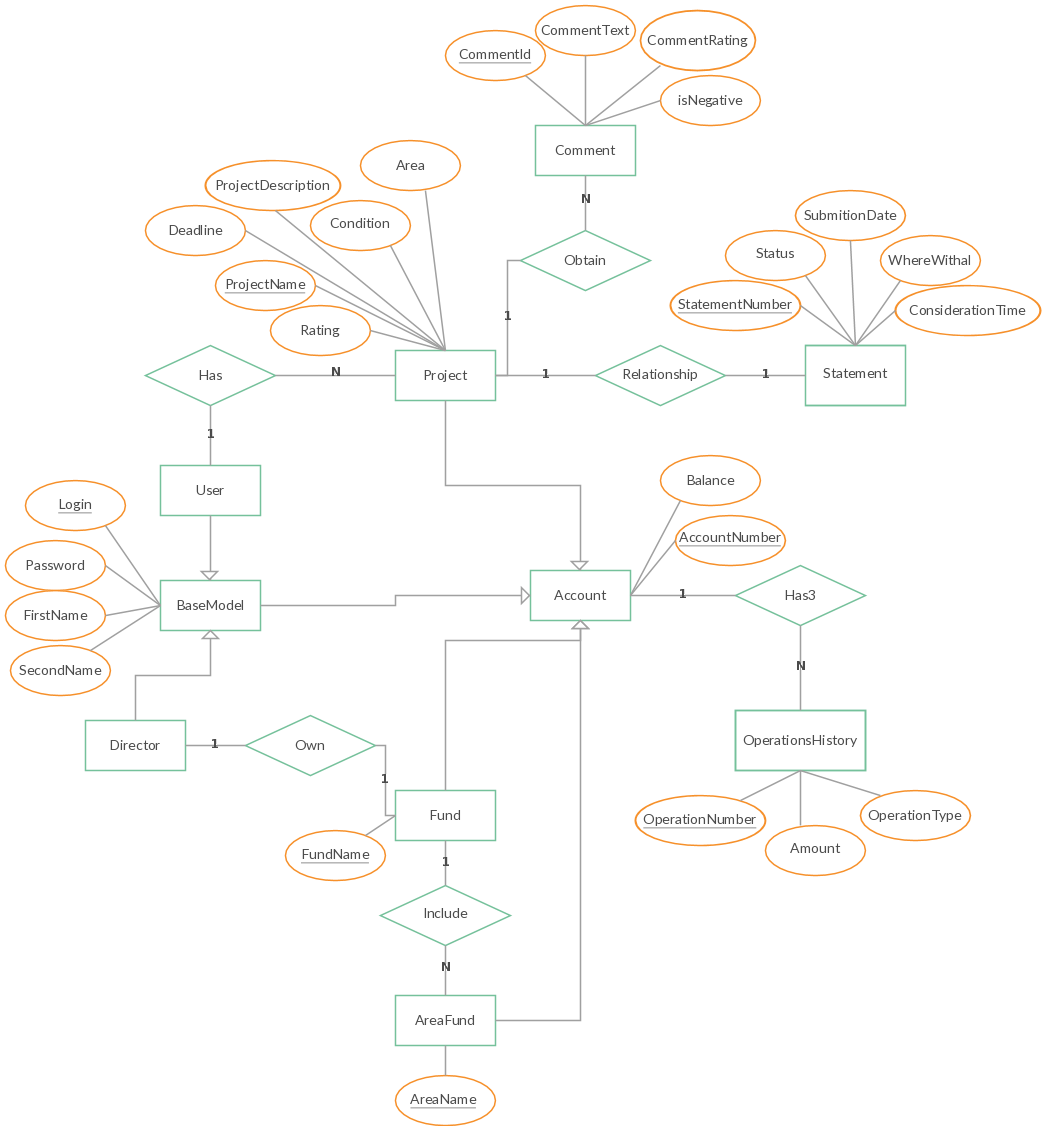 CommentText
CommentRating
CommentId
isNegative
Comment
Area
ProjectDescription
N
SubmitionDate
Condition
Deadline
Status
WhereWithal
Obtain
ProjectName
StatementNumber
ConsiderationTime
1
Rating
Has
N
Project
1
Relationship
1
Statement
1
User
Balance
Login
AccountNumber
Password
BaseModel
Account
1
Has3
FirstName
SecondName
N
Director
1
Own
OperationsHistory
1
Fund
OperationNumber
OperationType
FundName
Amount
1
Include
N
AreaFund
AreaName